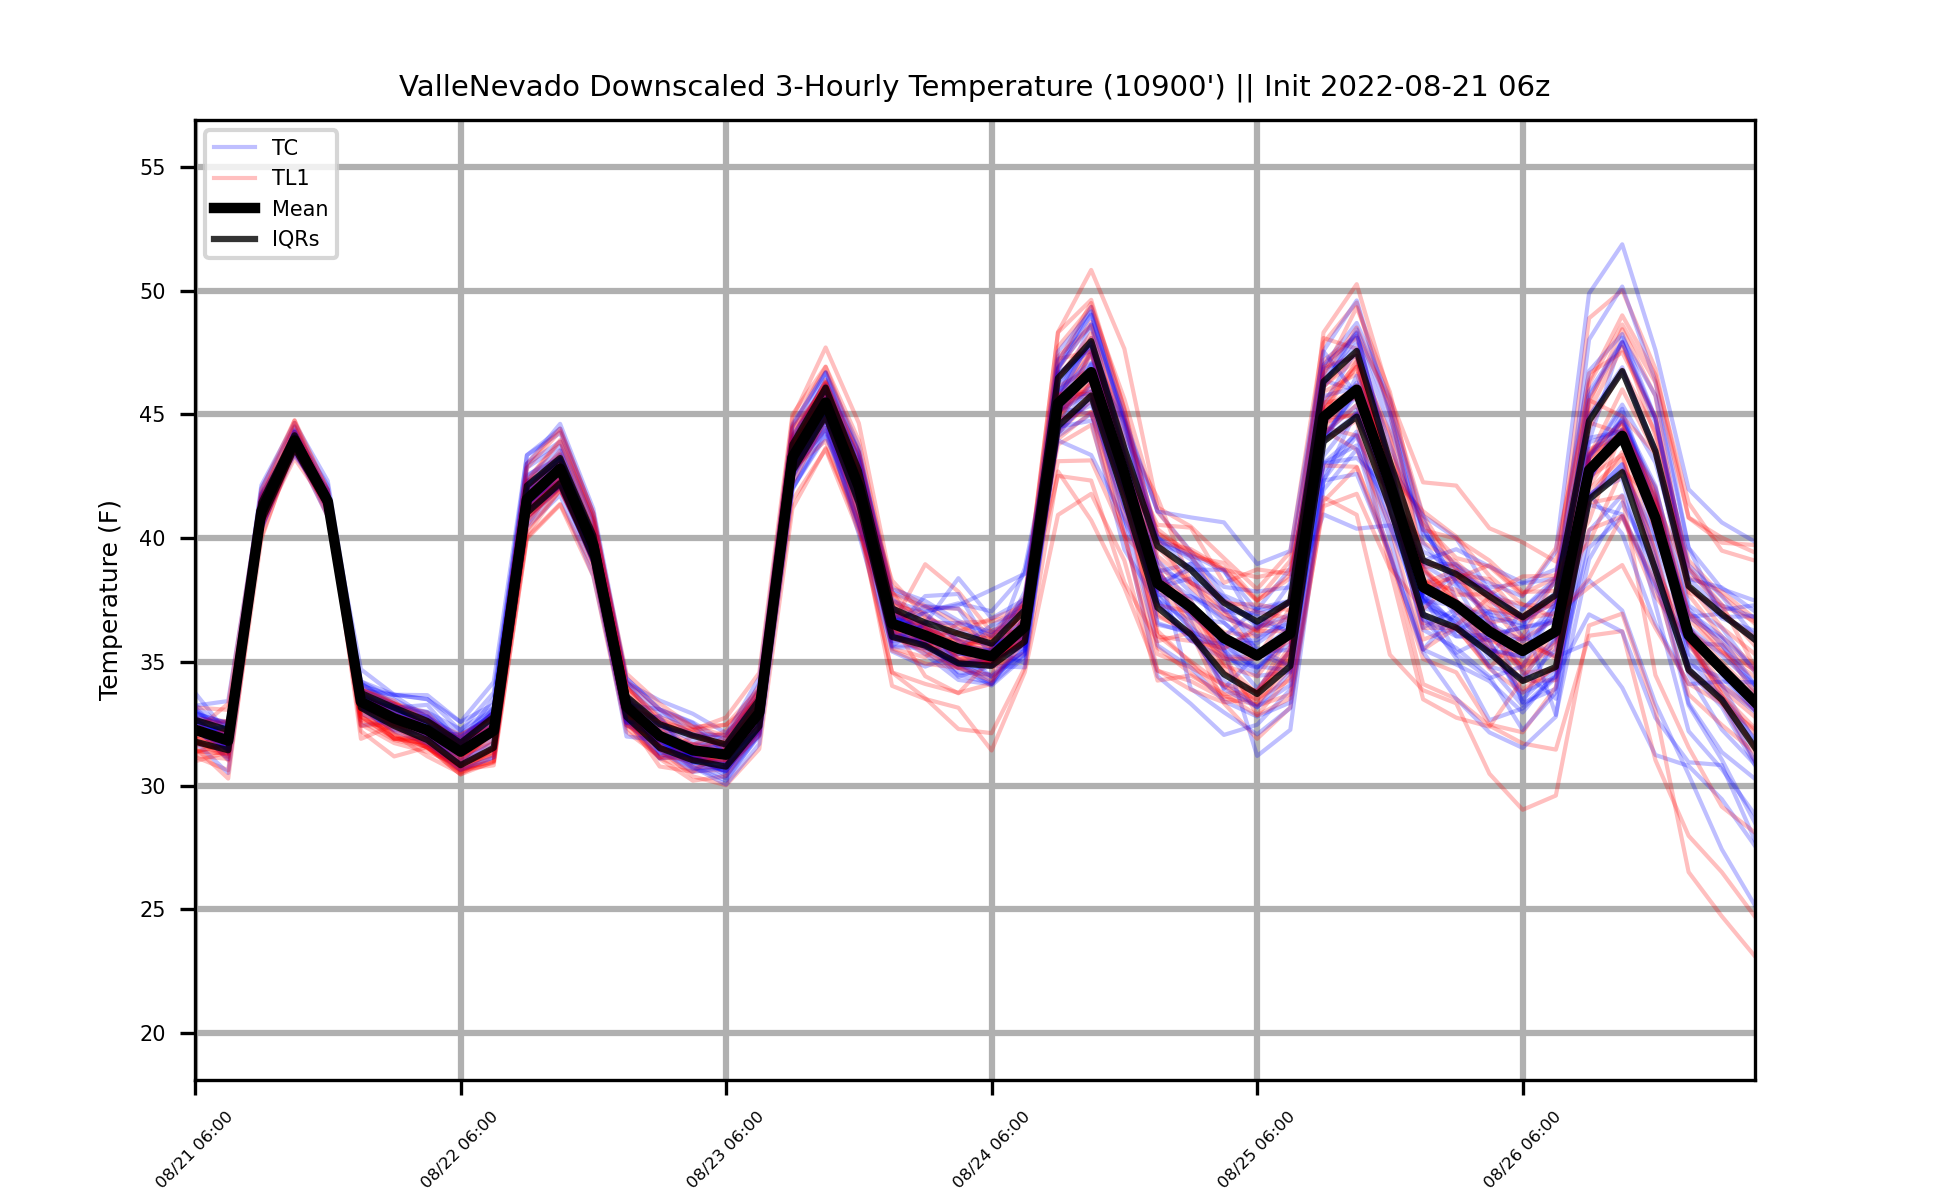 ValleNevado Downscaled 3-Hourly Temperature (10900') || Init 2022-08-21 06z
TC
TL1
Mean
IQRs
Temperature (F)
55
50
45
40
35
30
25
20
08/21 06:00
08/22 06:00
08/23 06:00
08/24 06:00
08/25 06:00
08/26 06:00